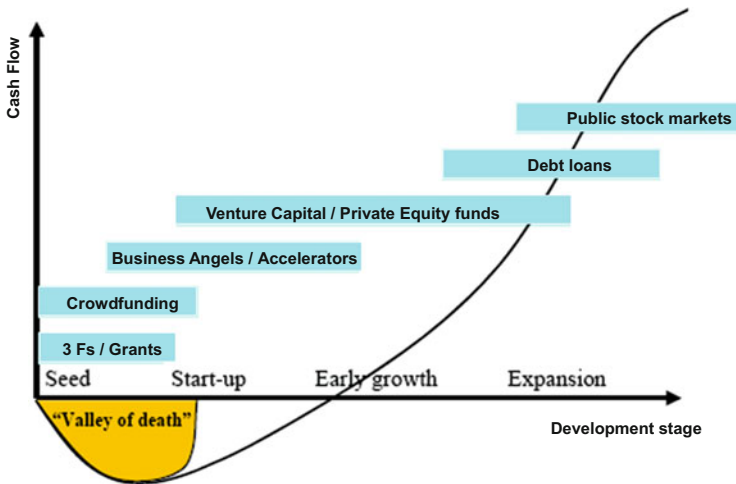 Cash Flow
Public stock markets
Debt loans
Venture Capital / Private Equity funds
Business Angels / Accelerators
Crowdfunding
3 Fs / Grants
Seed Start-up Early growth Expansion
“Valley of death”
Development stage